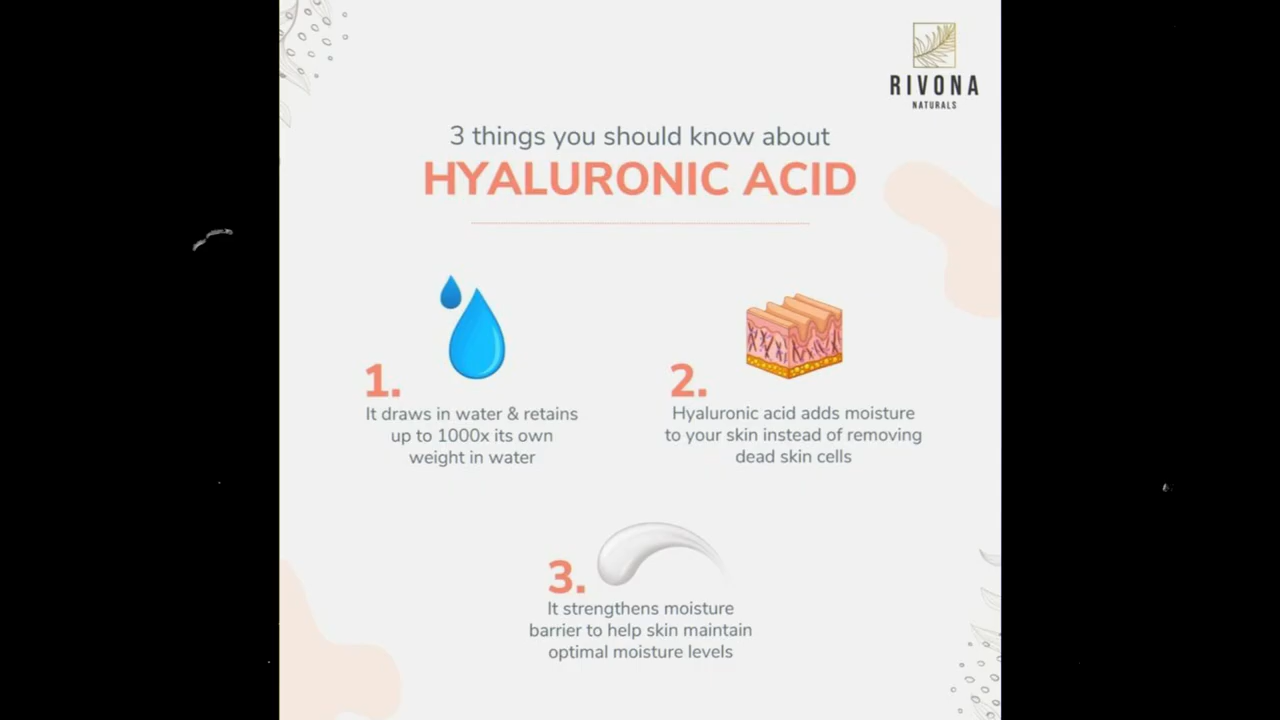 RIVONA
NATURALS
3 things you should know about
HYALURONIC ACID
1.
It draws in water & retains
up to 1000x its own
weight in water
2.
Hyaluronic acid adds moisture
to your skin instead of removing
dead skin cells
3.
It strengthens moisture
barrier to help skin maintain
optimal moisture levels